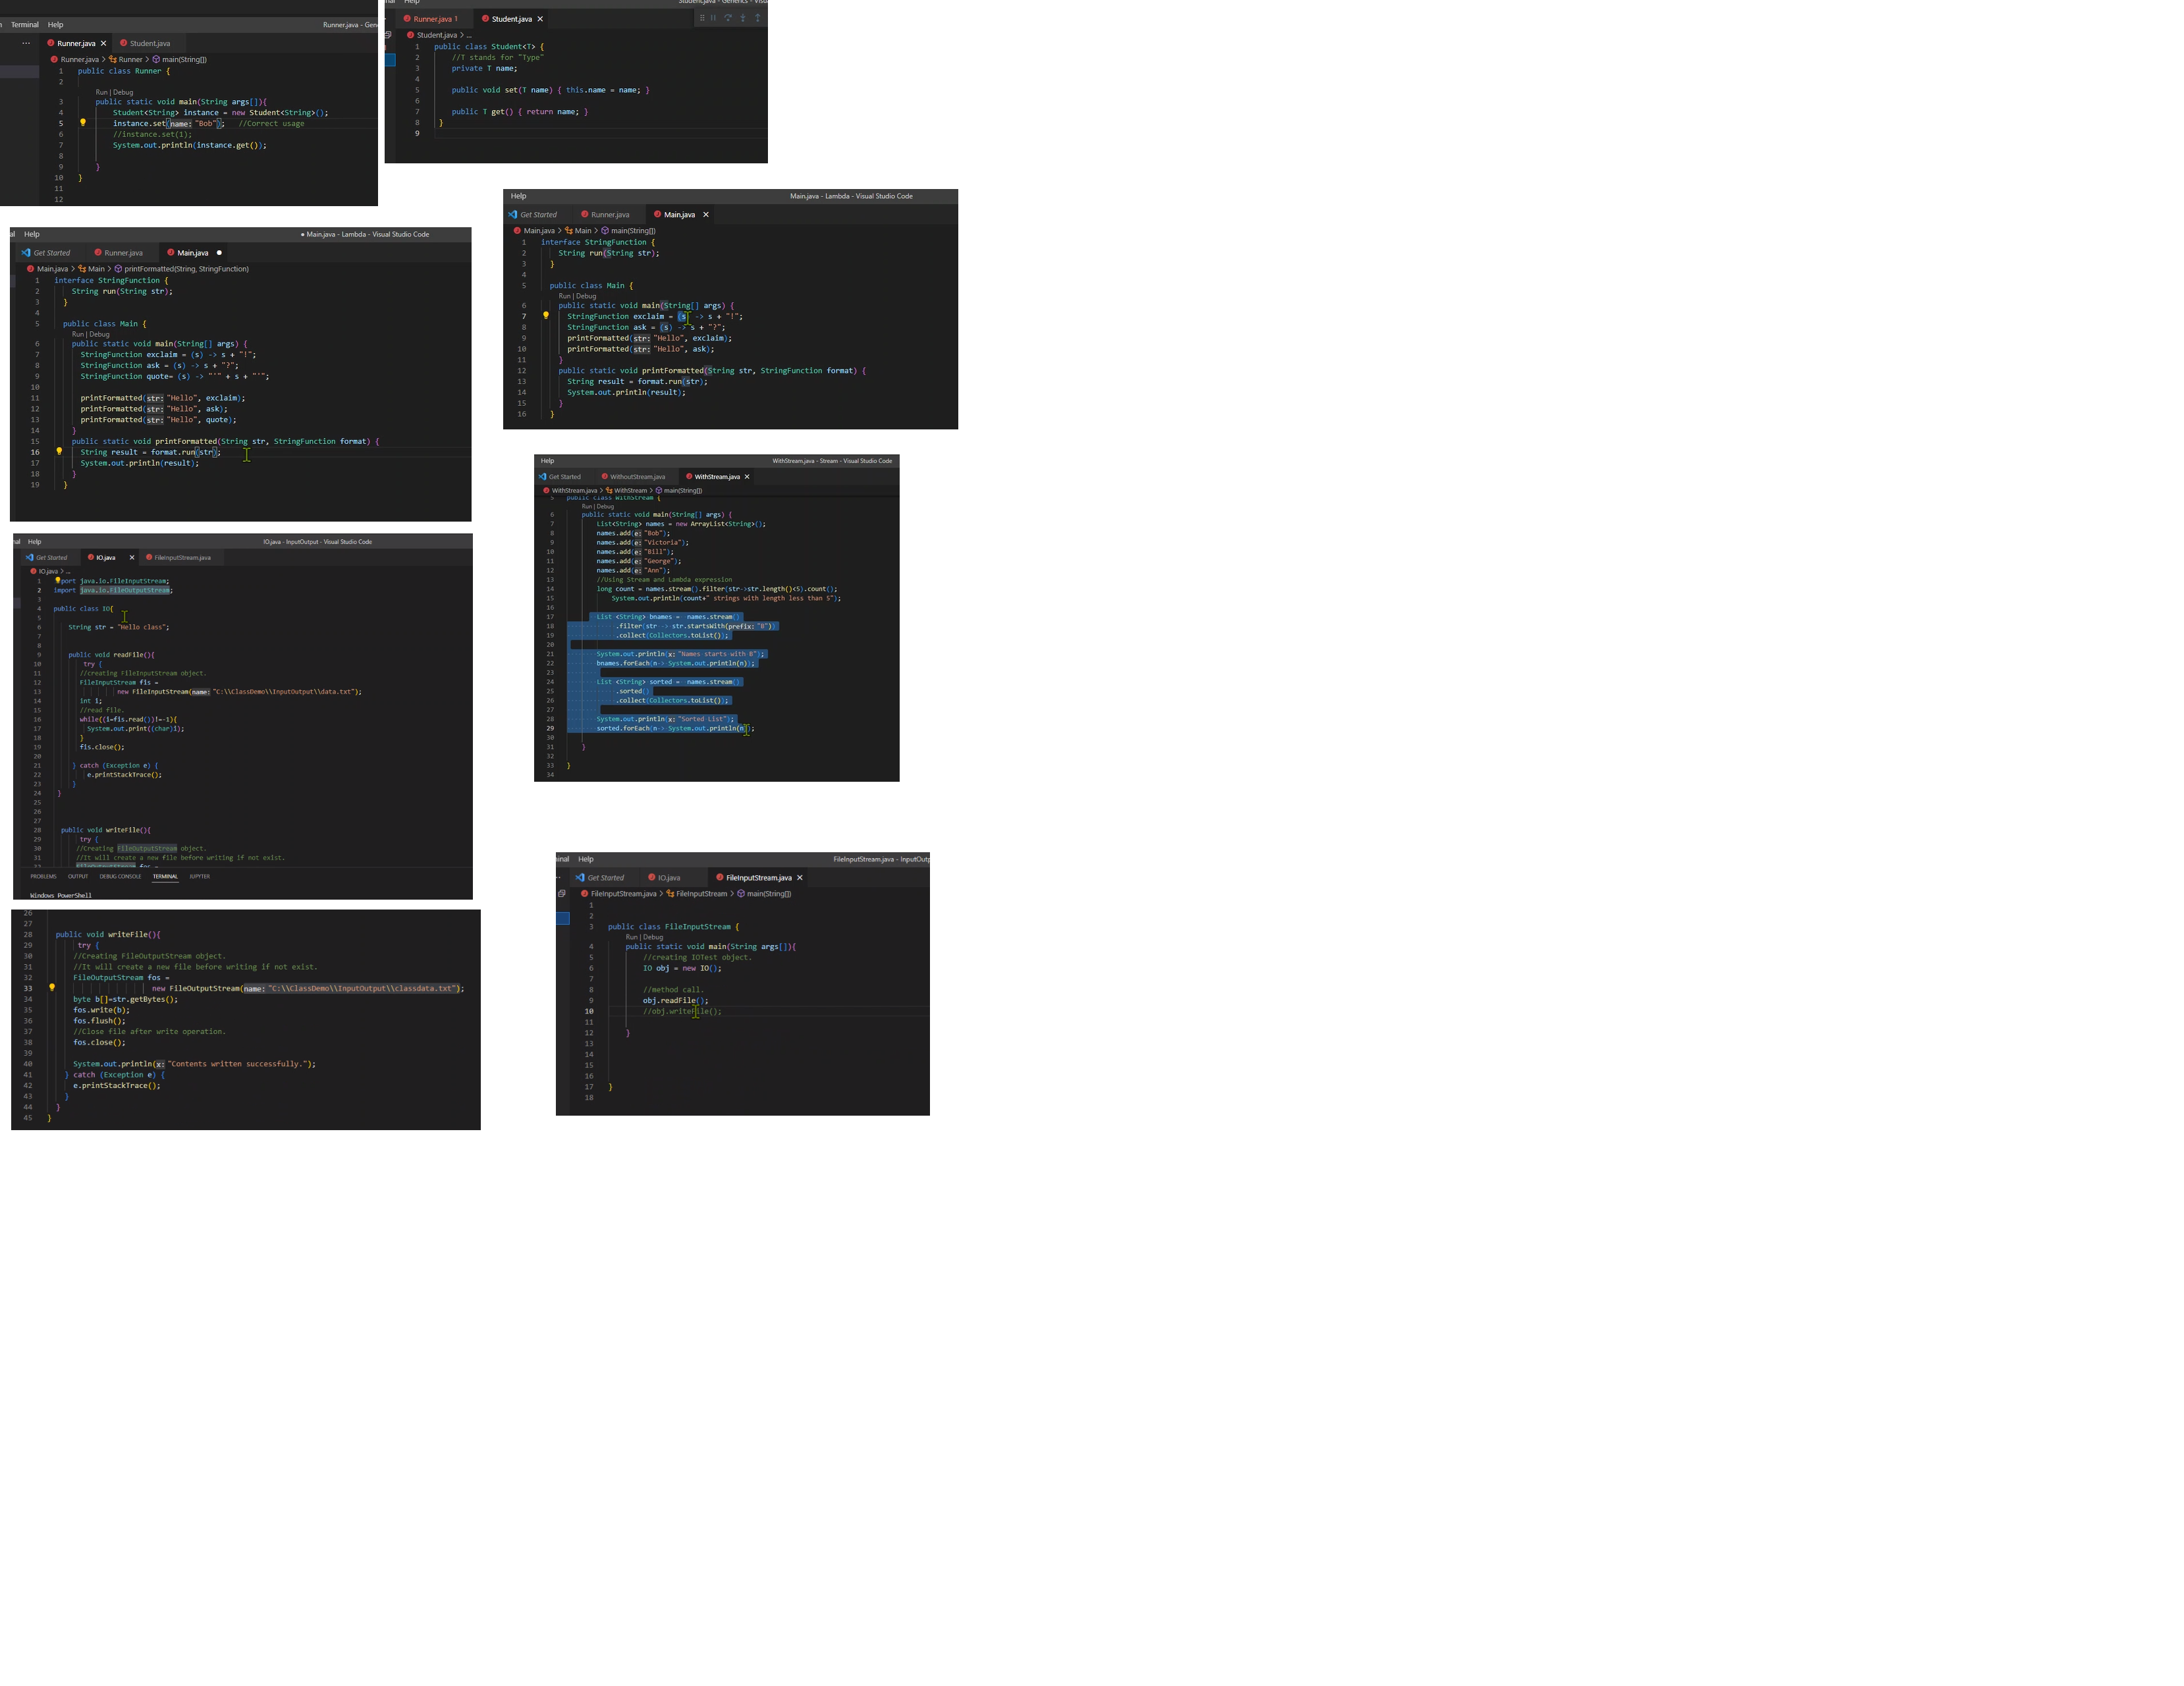 Terminal Help Runner.java - Gen
Runner.java Student.java
Runner.java > Runner > main(String[])
1 public class Runner {
2
Run | Debug
3 public static void main(String args[]){
4 Student<String> instance = new Student<String>();
5 instance.set(name: "Bob"); //Correct usage
6 //instance.set(1);
7 System.out.println(instance.get());
8
9 }
10 }
11
12
Runner.java 1 Student.java
Student.java > ...
1 public class Student<T> {
2 //T stands for "Type"
3 private T name;
4
5 public void set(T name) { this.name = name; }
6
7 public T get() { return name; }
8 }
9
Help Main.java - Lambda - Visual Studio Code
Get Started Runner.java Main.java
Main.java > Main > main(String[])
1 interface StringFunction {
2 String run(String str);
3 }
4
5 public class Main {
Run | Debug
6 public static void main(String[] args) {
7 StringFunction exclaim = (s) -> s + "!";
8 StringFunction ask = (s) -> s + "?";
9 printFormatted(str: "Hello", exclaim);
10 printFormatted(str: "Hello", ask);
11 }
12 public static void printFormatted(String str, StringFunction format) {
13 String result = format.run(str);
14 System.out.println(result);
15 }
16 }
al Help ● Main.java - Lambda - Visual Studio Code
Get Started Runner.java Main.java ●
Main.java > Main > printFormatted(String, StringFunction)
1 interface StringFunction {
2 String run(String str);
3 }
4
5 public class Main {
Run | Debug
6 public static void main(String[] args) {
7 StringFunction exclaim = (s) -> s + "!";
8 StringFunction ask = (s) -> s + "?";
9 StringFunction quote= (s) -> "'" + s + "'";
10
11 printFormatted(str: "Hello", exclaim);
12 printFormatted(str: "Hello", ask);
13 printFormatted(str: "Hello", quote);
14 }
15 public static void printFormatted(String str, StringFunction format) {
16 String result = format.run(str);
17 System.out.println(result);
18 }
19 }
Help WithStream.java - Stream - Visual Studio Code
Get Started WithoutStream.java WithStream.java
WithStream.java > WithStream > main(String[])
5 public class WithStream {
Run | Debug
6 public static void main(String[] args) {
7 List<String> names = new ArrayList<String>();
8 names.add(e: "Bob");
9 names.add(e: "Victoria");
10 names.add(e: "Bill");
11 names.add(e: "George");
12 names.add(e: "Ann");
13 //Using Stream and Lambda expression
14 long count = names.stream().filter(str->str.length()<5).count();
15 System.out.println(count+" strings with length less than 5");
16
17 List <String> bnames = names.stream()
18 .filter(str -> str.startsWith(prefix: "B"))
19 .collect(Collectors.toList());
20
21 System.out.println(x: "Names starts with B");
22 bnames.forEach(n-> System.out.println(n));
23
24 List <String> sorted = names.stream()
25 .sorted()
26 .collect(Collectors.toList());
27
28 System.out.println(x: "Sorted List");
29 sorted.forEach(n-> System.out.println(n));
30
31 }
32
33 }
34
al Help IO.java - InputOutput - Visual Studio Code
Get Started IO.java FileInputStream.java
IO.java > ...
1 port java.io.FileInputStream;
2 import java.io.FileOutputStream;
3
4 public class IO{
5
6 String str = "Hello class";
7
8
9 public void readFile(){
10 try {
11 //creating FileInputStream object.
12 FileInputStream fis =
13 new FileInputStream(name: "C:\\ClassDemo\\InputOutput\\data.txt");
14 int i;
15 //read file.
16 while((i=fis.read())!=-1){
17 System.out.print((char)i);
18 }
19 fis.close();
20
21 } catch (Exception e) {
22 e.printStackTrace();
23 }
24 }
25
26
27
28 public void writeFile(){
29 try {
30 //Creating FileOutputStream object.
31 //It will create a new file before writing if not exist.
32 FileOutputStream fos =
PROBLEMS OUTPUT DEBUG CONSOLE TERMINAL JUPYTER
Windows PowerShell
26
27
28 public void writeFile(){
29 try {
30 //Creating FileOutputStream object.
31 //It will create a new file before writing if not exist.
32 FileOutputStream fos =
33 new FileOutputStream(name: "C:\\ClassDemo\\InputOutput\\classdata.txt");
34 byte b[]=str.getBytes();
35 fos.write(b);
36 fos.flush();
37 //Close file after write operation.
38 fos.close();
39
40 System.out.println(x: "Contents written successfully.");
41 } catch (Exception e) {
42 e.printStackTrace();
43 }
44 }
45 }
inal Help FileInputStream.java - InputOut
Get Started IO.java FileInputStream.java
FileInputStream.java > FileInputStream > main(String[])
1
2
3 public class FileInputStream {
Run | Debug
4 public static void main(String args[]){
5 //creating IOTest object.
6 IO obj = new IO();
7
8 //method call.
9 obj.readFile();
10 //obj.writeFile();
11
12 }
13
14
15
16
17 }
18